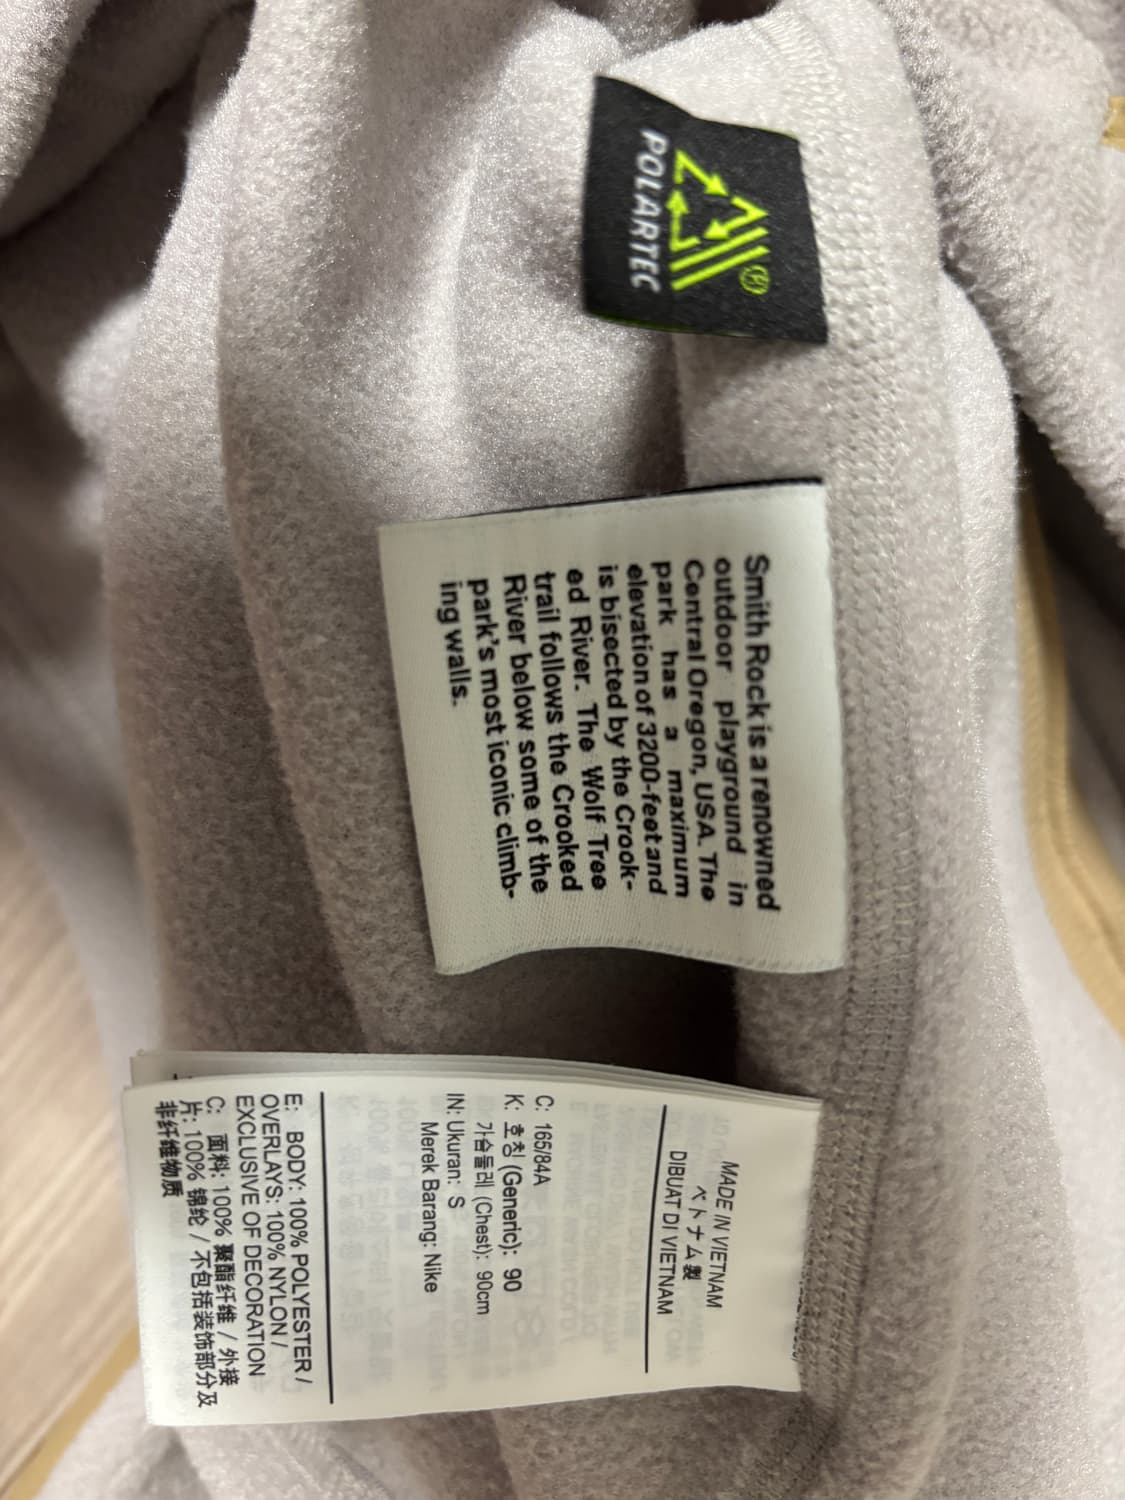 POLARTEC
Smith Rock is a renowned
outdoor playground in
Central Oregon, USA. The
park has a maximum
elevation of 3200-feet and
is bisected by the Crook-
ed River. The Wolf Tree
trail follows the Crooked
River below some of the
park's most iconic climb-
ing walls.
MADE IN VIETNAM
ベトナム製
DIBUAT DI VIETNAM
C: 165/84A
K: 호칭 (Generic): 90
가슴둘레 (Chest): 90cm
IN: Ukuran: S
Merek Barang: Nike
E: BODY: 100% POLYESTER /
OVERLAYS: 100% NYLON /
EXCLUSIVE OF DECORATION
C: 面料: 100% 聚酯纤维 / 外接
片: 100% 锦纶 / 不包括装饰部分及
非纤维物质